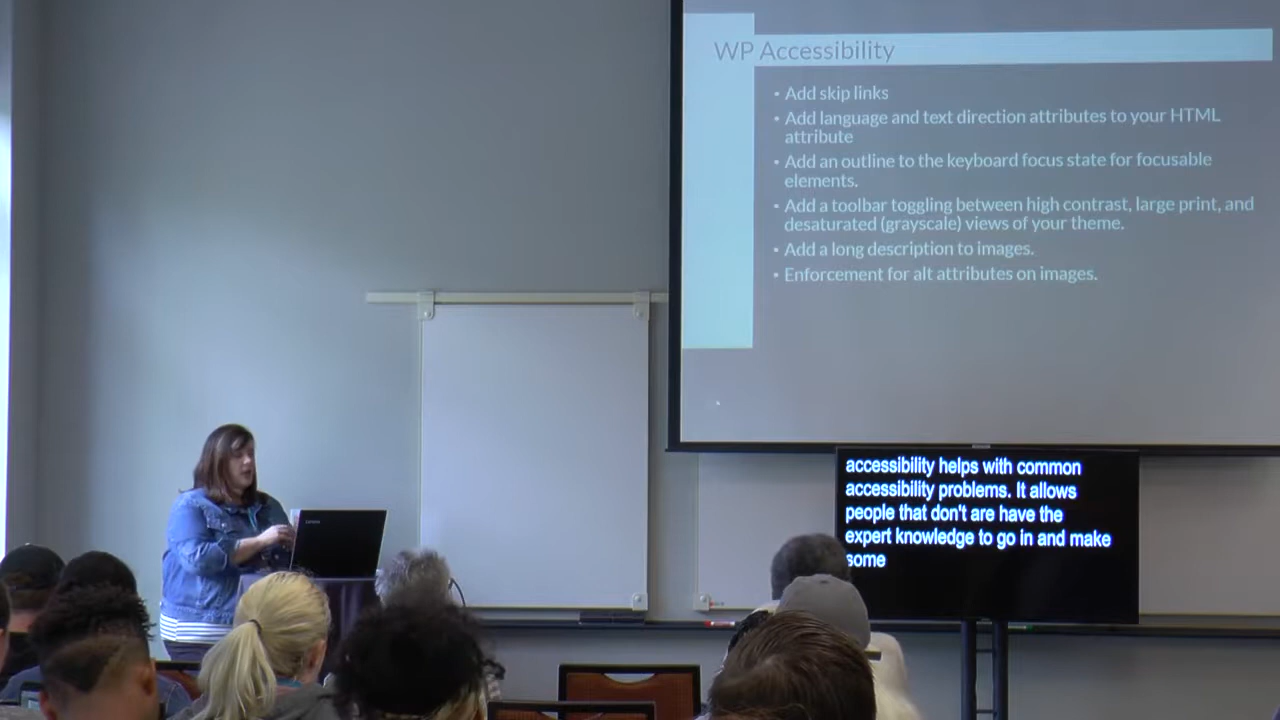 WP Accessibility
• Add skip links
• Add language and text direction attributes to your HTML
attribute
• Add an outline to the keyboard focus state for focusable
elements.
• Add a toolbar toggling between high contrast, large print, and
desaturated (grayscale) views of your theme.
• Add a long description to images.
• Enforcement for alt attributes on images.
accessibility helps with common
accessibility problems. It allows
people that don't are have the
expert knowledge to go in and make
some
Lenovo